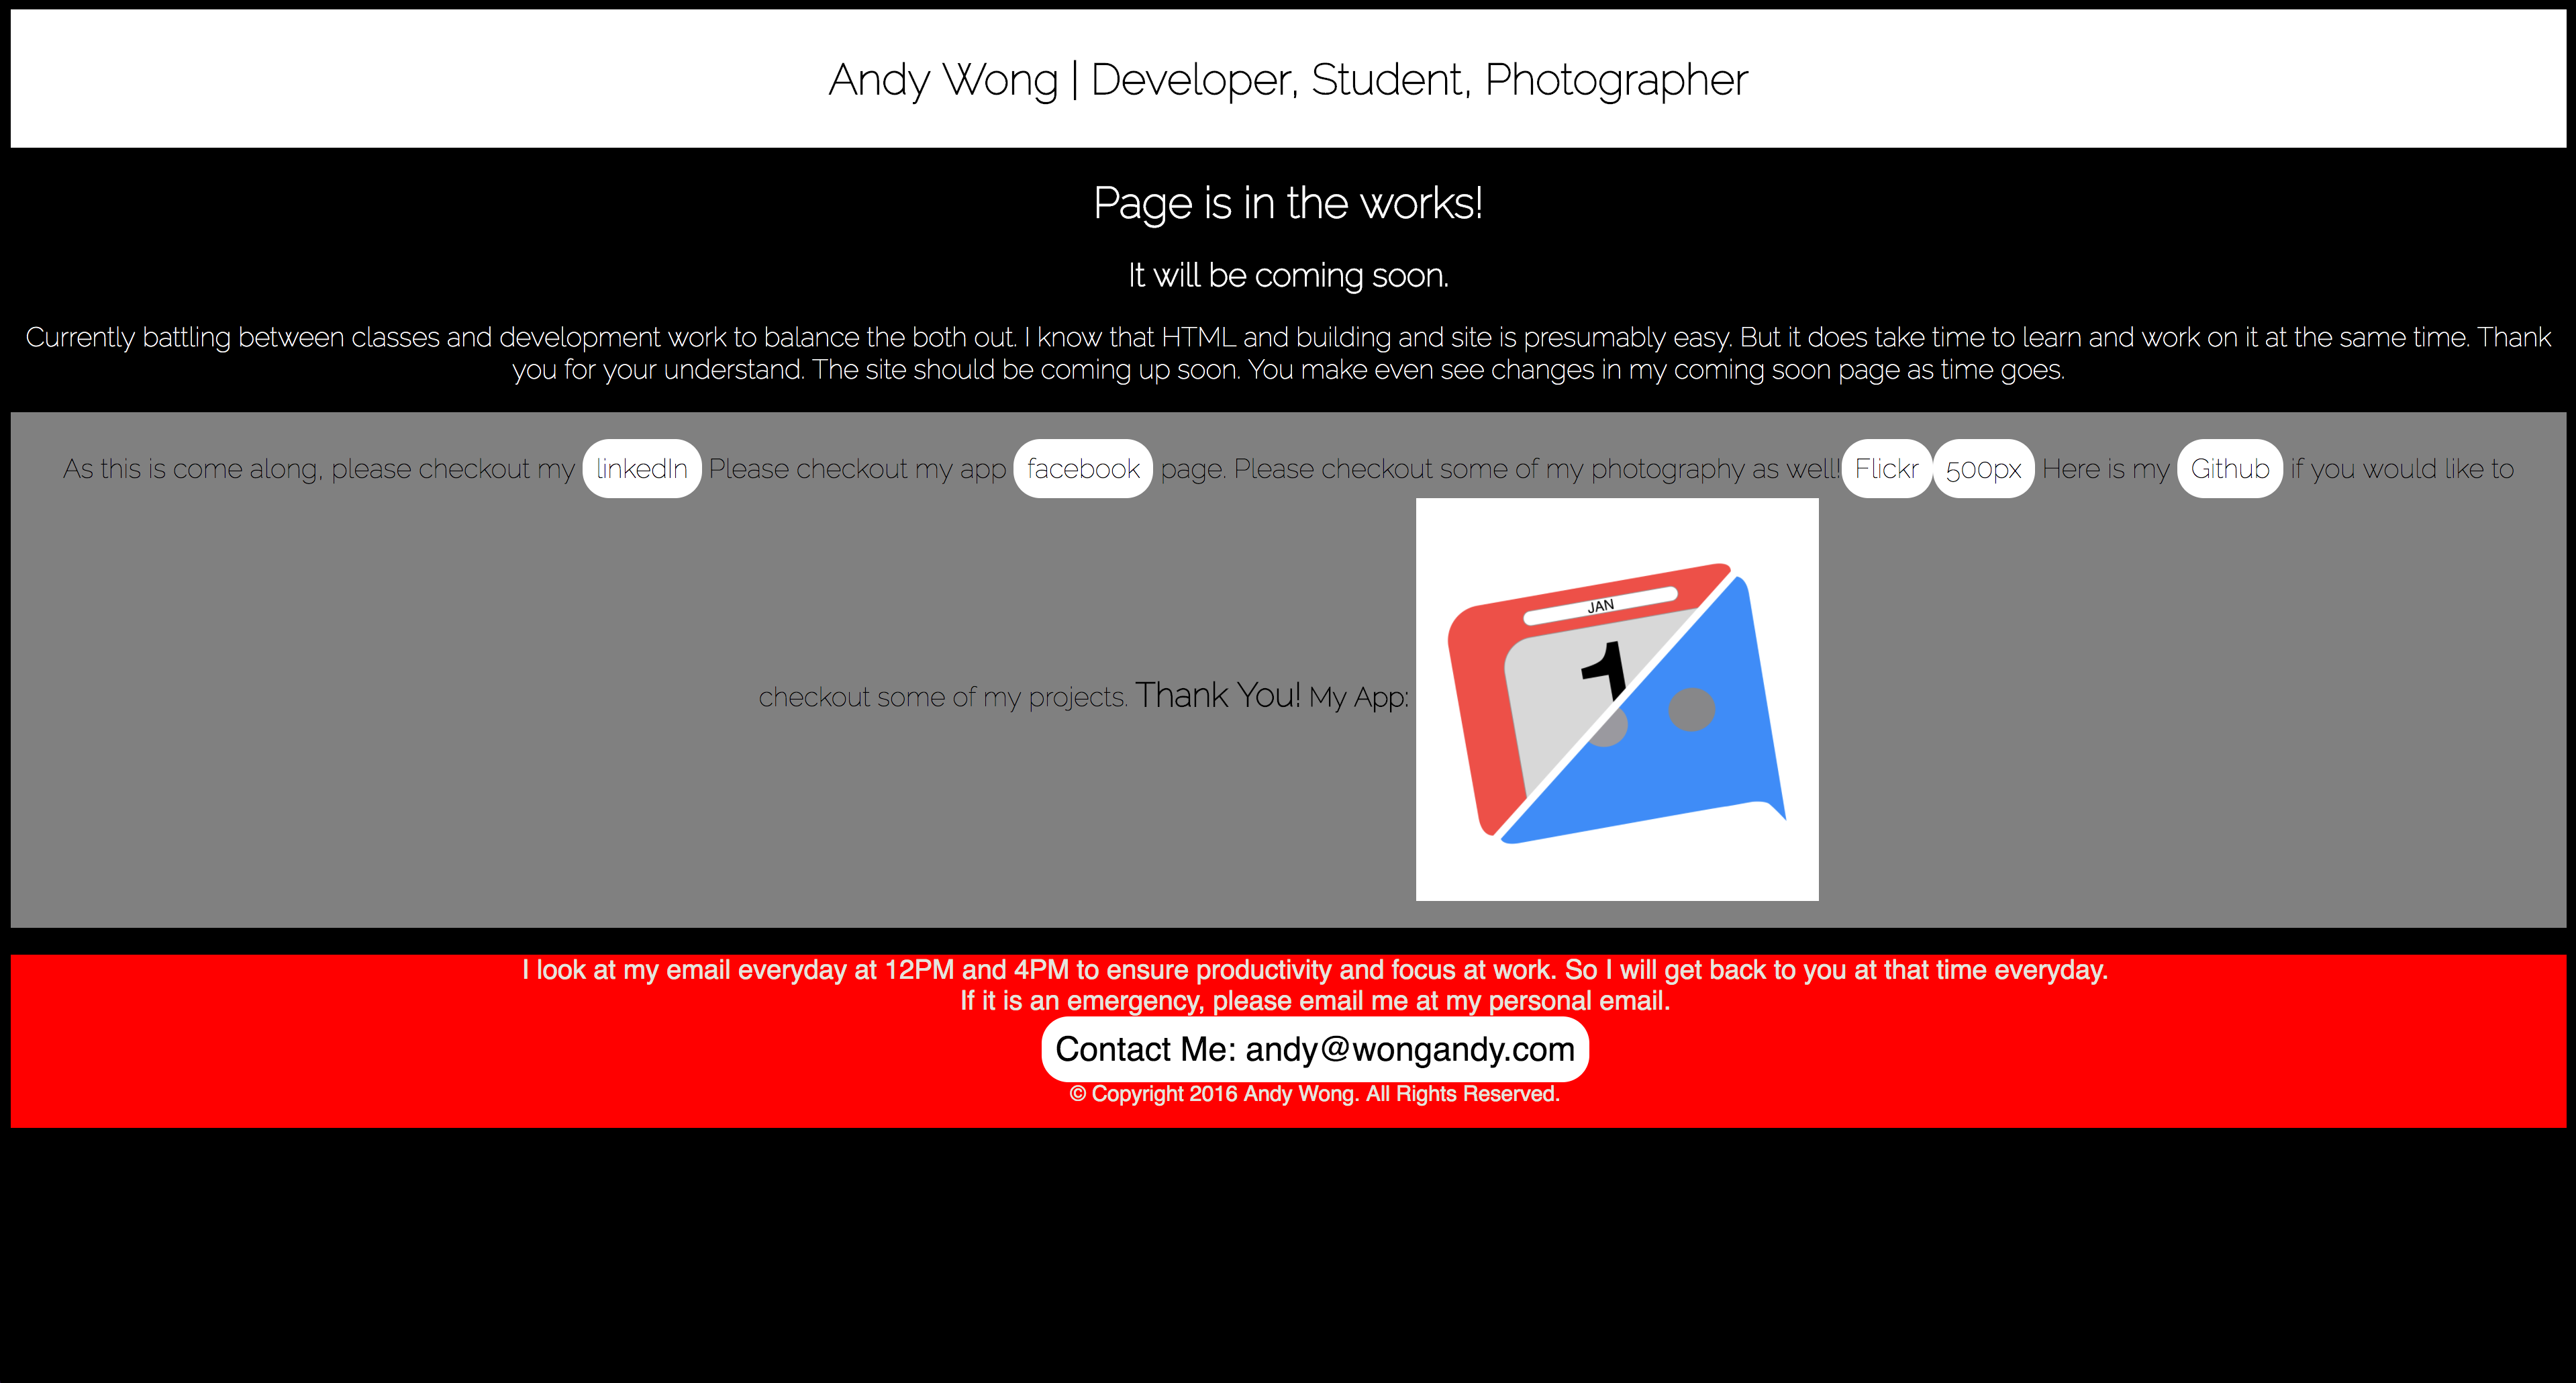 Andy Wong | Developer, Student, Photographer
Page is in the works!
It will be coming soon.
Currently battling between classes and development work to balance the both out. I know that HTML and building and site is presumably easy. But it does take time to learn and work on it at the same time. Thank
you for your understand. The site should be coming up soon. You make even see changes in my coming soon page as time goes.
As this is come along, please checkout my linkedIn Please checkout my app facebook page. Please checkout some of my photography as well! Flickr 500px Here is my Github if you would like to
JAN
1
checkout some of my projects. Thank You! My App:
I look at my email everyday at 12PM and 4PM to ensure productivity and focus at work. So I will get back to you at that time everyday.
If it is an emergency, please email me at my personal email.
Contact Me: andy@wongandy.com
© Copyright 2016 Andy Wong. All Rights Reserved.